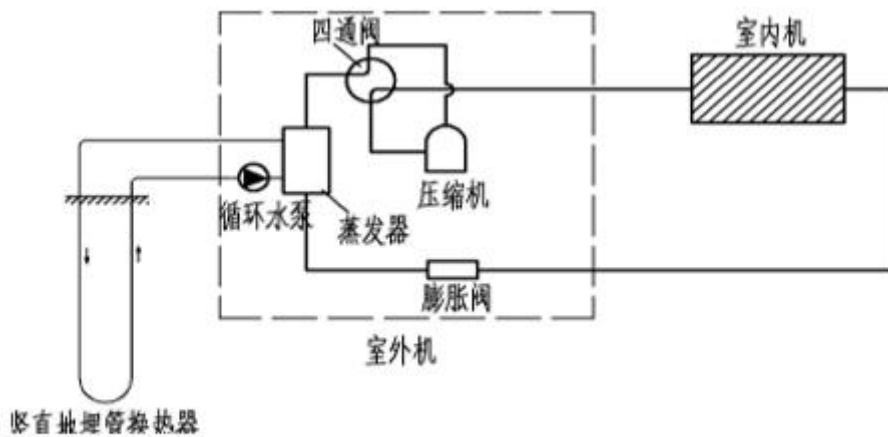 四通阀
室内机
压缩机
循环水泵
蒸发器
膨胀阀
室外机
竖直地埋管换热器